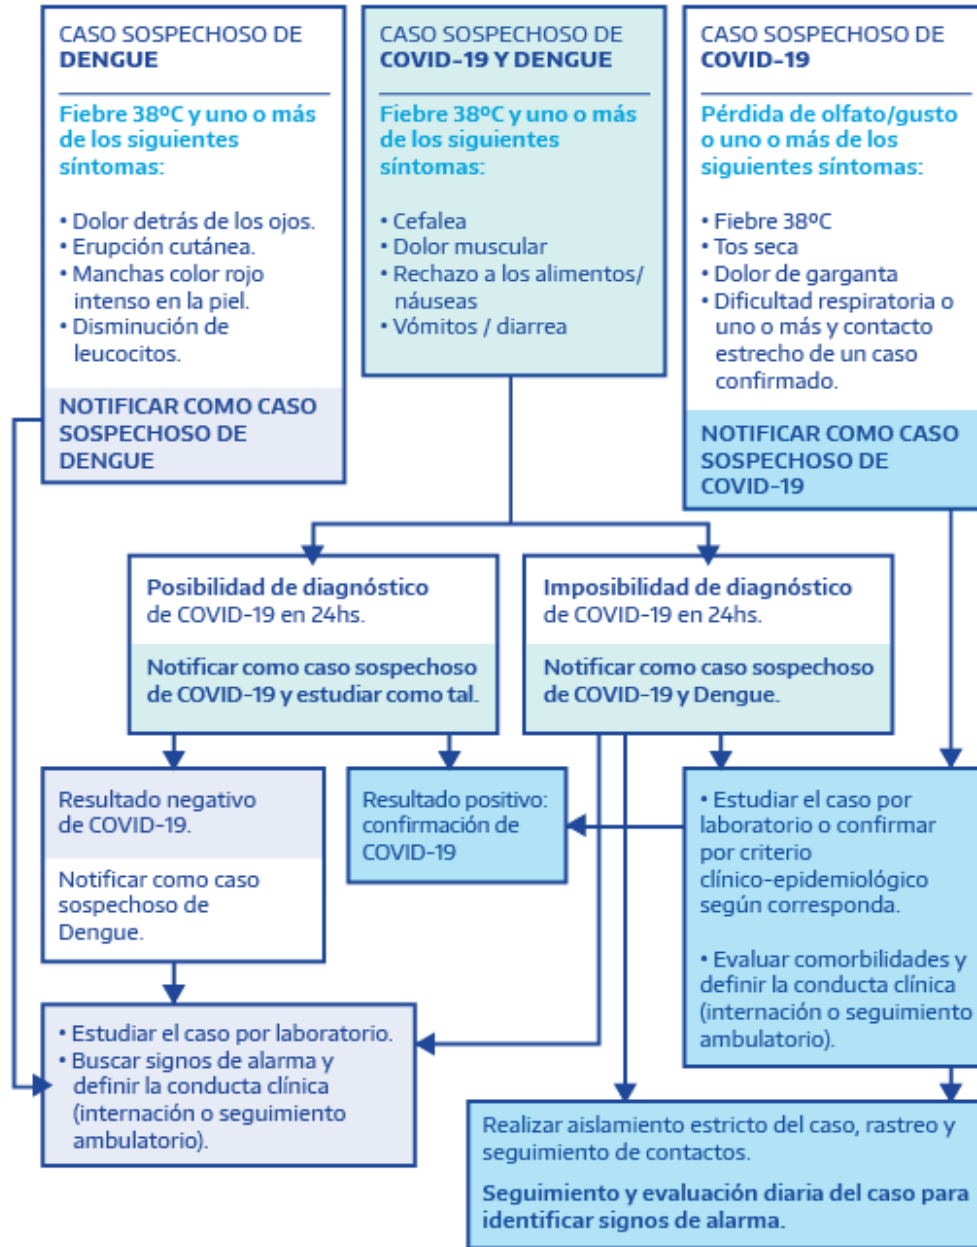 CASO SOSPECHOSO DE
DENGUE
Fiebre 38ºC y uno o más
de los siguientes
síntomas:
• Dolor detrás de los ojos.
• Erupción cutánea.
• Manchas color rojo
intenso en la piel.
• Disminución de
leucocitos.
NOTIFICAR COMO CASO
SOSPECHOSO DE
DENGUE
CASO SOSPECHOSO DE
COVID-19 Y DENGUE
Fiebre 38ºC y uno o más
de los siguientes
síntomas:
• Cefalea
• Dolor muscular
• Rechazo a los alimentos/
náuseas
• Vómitos / diarrea
CASO SOSPECHOSO DE
COVID-19
Pérdida de olfato/gusto
o uno o más de los
siguientes síntomas:
• Fiebre 38ºC
• Tos seca
• Dolor de garganta
• Dificultad respiratoria o
uno o más y contacto
estrecho de un caso
confirmado.
NOTIFICAR COMO CASO
SOSPECHOSO DE
COVID-19
Posibilidad de diagnóstico
de COVID-19 en 24hs.
Notificar como caso sospechoso
de COVID-19 y estudiar como tal.
Imposibilidad de diagnóstico
de COVID-19 en 24hs.
Notificar como caso sospechoso
de COVID-19 y Dengue.
Resultado negativo
de COVID-19.
Notificar como caso
sospechoso de
Dengue.
Resultado positivo:
confirmación de
COVID-19
• Estudiar el caso por
laboratorio o confirmar
por criterio
clínico-epidemiológico
según corresponda.
• Evaluar comorbilidades y
definir la conducta clínica
(internación o seguimiento
ambulatorio).
• Estudiar el caso por laboratorio.
• Buscar signos de alarma y
definir la conducta clínica
(internación o seguimiento
ambulatorio).
Realizar aislamiento estricto del caso, rastreo y
seguimiento de contactos.
Seguimiento y evaluación diaria del caso para
identificar signos de alarma.